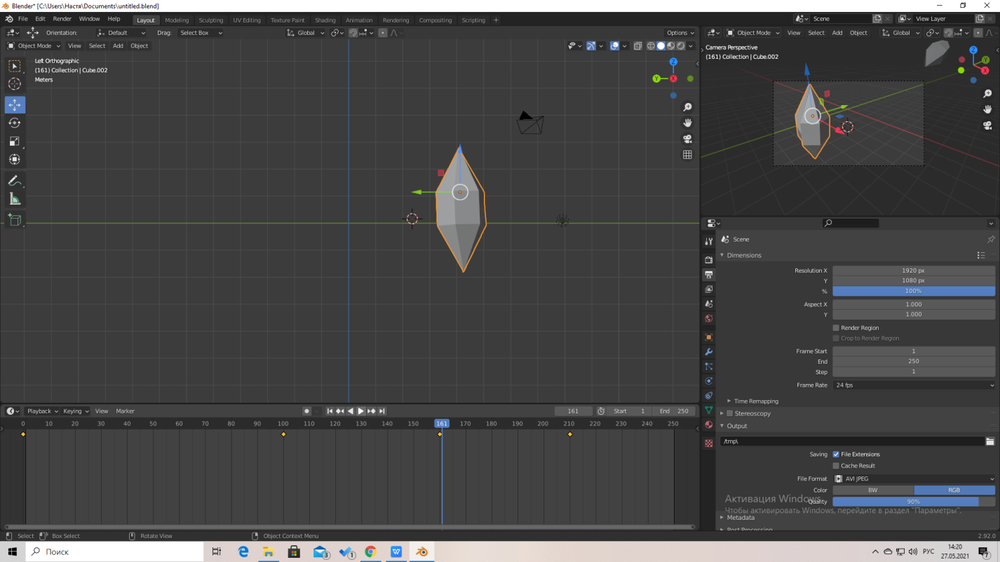 Blender* [C:\Users\Настя\Documents\untitled.blend]
File Edit Render Window Help Layout Modeling Sculpting UV Editing Texture Paint Shading Animation Rendering Compositing Scripting + Scene View Layer
Orientation: Default Drag: Select Box Global Options
Object Mode View Select Add Object Global
Object Mode View Select Add Object
Left Orthographic
(161) Collection | Cube.002
Meters
Z
Y X
Camera Perspective
(161) Collection | Cube.002
Z
Y
X
Scene
Dimensions
Resolution X 1920 px
Y 1080 px
% 100%
Aspect X 1.000
Y 1.000
Render Region
Crop to Render Region
Frame Start 1
End 250
Step 1
Frame Rate 24 fps
Time Remapping
Stereoscopy
Output
/tmp\
Saving File Extensions
Cache Result
File Format AVI JPEG
Color BW RGB
Quality 90%
Metadata
Post Processing
Активация Windows
Чтобы активировать Windows, перейдите в раздел "Параметры".
Playback Keying View Marker 161 Start 1 End 250
0 10 20 30 40 50 60 70 80 90 100 110 120 130 140 150 161 170 180 190 200 210 220 230 240 250
Select Box Select Rotate View Object Context Menu 2.92.0
Поиск 3 1 РУС 14:20
27.05.2021 7